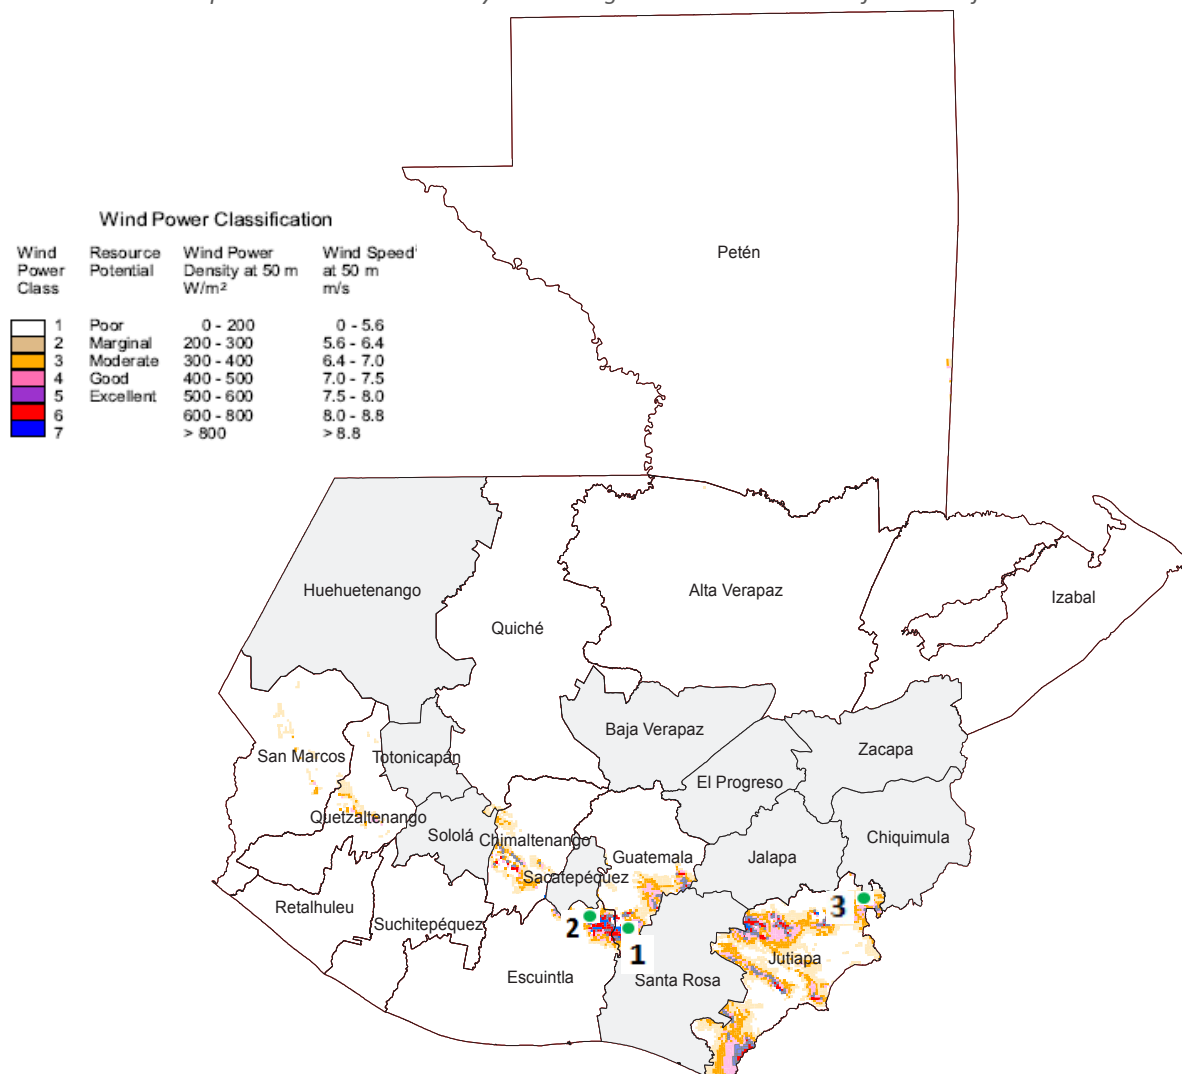 Petén
Wind Power Classification
Wind Power Class Resource Potential Wind Power Density at 50 m W/m² Wind Speed at 50 m m/s
1 Poor 0 - 200 0 - 5.6
2 Marginal 200 - 300 5.6 - 6.4
3 Moderate 300 - 400 6.4 - 7.0
4 Good 400 - 500 7.0 - 7.5
5 Excellent 500 - 600 7.5 - 8.0
6 600 - 800 8.0 - 8.8
7 > 800 > 8.8
Huehuetenango
Alta Verapaz
Izabal
Quiché
Baja Verapaz
Zacapa
San Marcos
Totonicapán
El Progreso
Quetzaltenango
Sololá
Chimaltenango
Chiquimula
Guatemala
Jalapa
Sacatepéquez
Retalhuleu
3
Suchitepéquez
2
1
Jutiapa
Escuintla
Santa Rosa